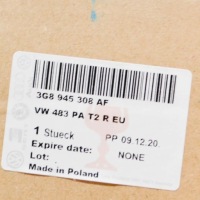 3G8 945 308 AF
VW 483 PA T2 R EU
1 Stueck PP 09.12.20
Expire date: NONE
Lot:
Made in Poland